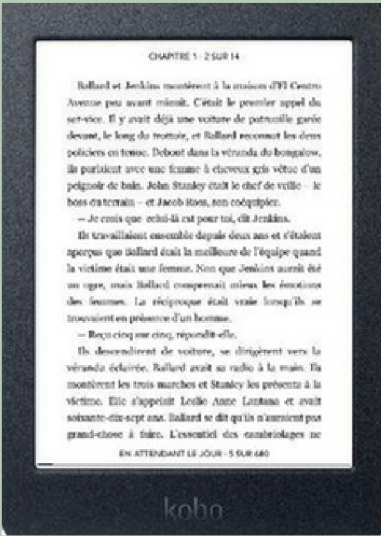 CHAPITRE 1 · 2 SUR 14
Ballard et Jenkins montèrent à la maison d'El Centro
Avenue peu avant minuit. C'était le premier appel du
service. Il y avait déjà une voiture de patrouille garée
devant, le long du trottoir, et Ballard reconnut les deux
policiers en tenue. Debout dans la véranda du bungalow,
ils parlaient avec une femme à cheveux gris vêtue d'un
peignoir de bain. John Stanley était le chef de veille – le
boss du terrain – et Jacob Ross, son coéquipier.
– Je crois que celui-là est pour toi, dit Jenkins.
Ils travaillaient ensemble depuis deux ans et s'étaient
aperçus que Ballard était la meilleure de l'équipe quand
la victime était une femme. Non que Jenkins aurait été
un ogre, mais Ballard comprenait mieux les émotions
des femmes. La réciproque était vraie lorsqu'ils se
trouvaient en présence d'un homme.
– Reçu cinq sur cinq, répondit-elle.
Ils descendirent de voiture, se dirigèrent vers la
véranda éclairée. Ballard avait sa radio à la main. Ils
montèrent les trois marches et Stanley les présenta à la
victime. Elle s'appelait Leslie Anne Lantana et avait
soixante-dix-sept ans. Ballard se dit qu'ils n'auraient pas
grand-chose à faire. L'essentiel des cambriolages ne
EN ATTENDANT LE JOUR · 5 SUR 480
kobo